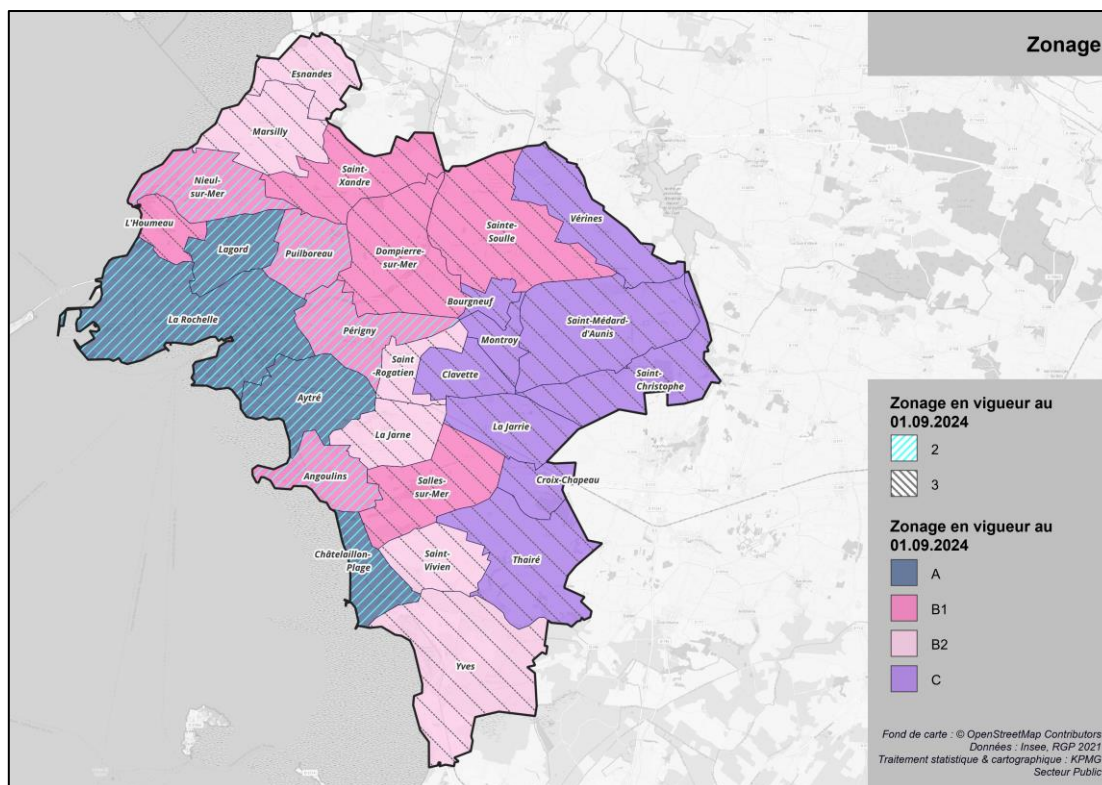 Zonage
Esnandes
Marsilly
Nieul-
sur-Mer
Saint-
Xandre
L'Houmeau
Lagord
Puilboreau
Dompierre-
sur-Mer
Sainte-
Soulle
Vérines
La Rochelle
Périgny
Bourgneuf
Montroy
Saint-Médard-
d'Aunis
Saint
-Rogatien
Clavette
Saint-
Christophe
Aytré
La Jarne
La Jarrie
Angoulins
Salles-
sur-Mer
Croix-Chapeau
Châtelaillon-
Plage
Saint-
Vivien
Thairé
Yves
Zonage en vigueur au
01.09.2024
2
3
Zonage en vigueur au
01.09.2024
A
B1
B2
C
Fond de carte : © OpenStreetMap Contributors
Données : Insee, RGP 2021
Traitement statistique & cartographique : KPMG
Secteur Public